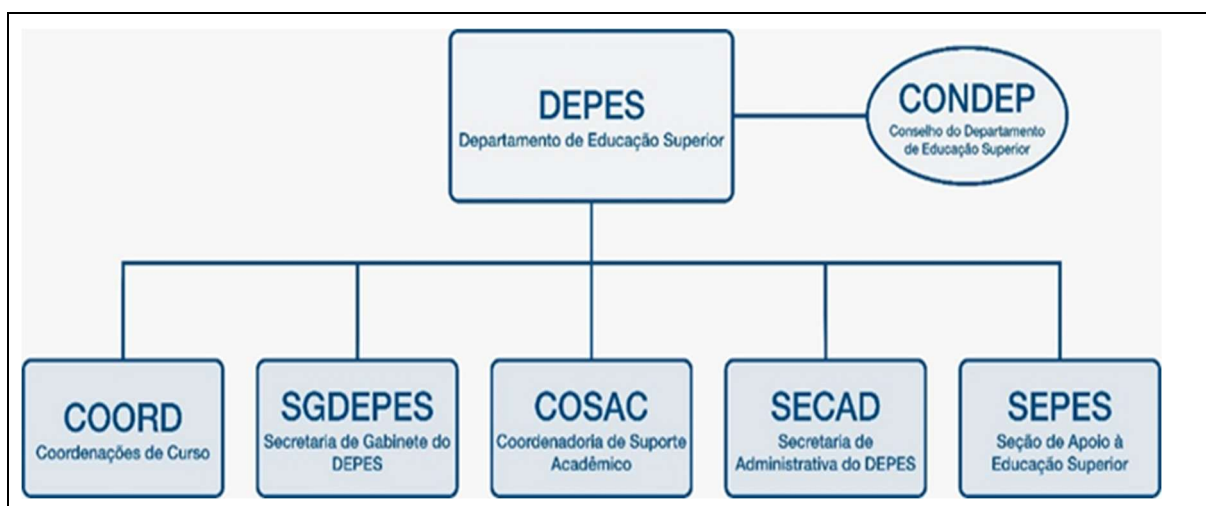 DEPES
Departamento de Educação Superior
CONDEP
Conselho do Departamento
de Educação Superior
COORD
Coordenações de Curso
SGDEPES
Secretaria de Gabinete do
DEPES
COSAC
Coordenadoria de Suporte
Acadêmico
SECAD
Secretaria de
Administrativa do DEPES
SEPES
Seção de Apoio à
Educação Superior